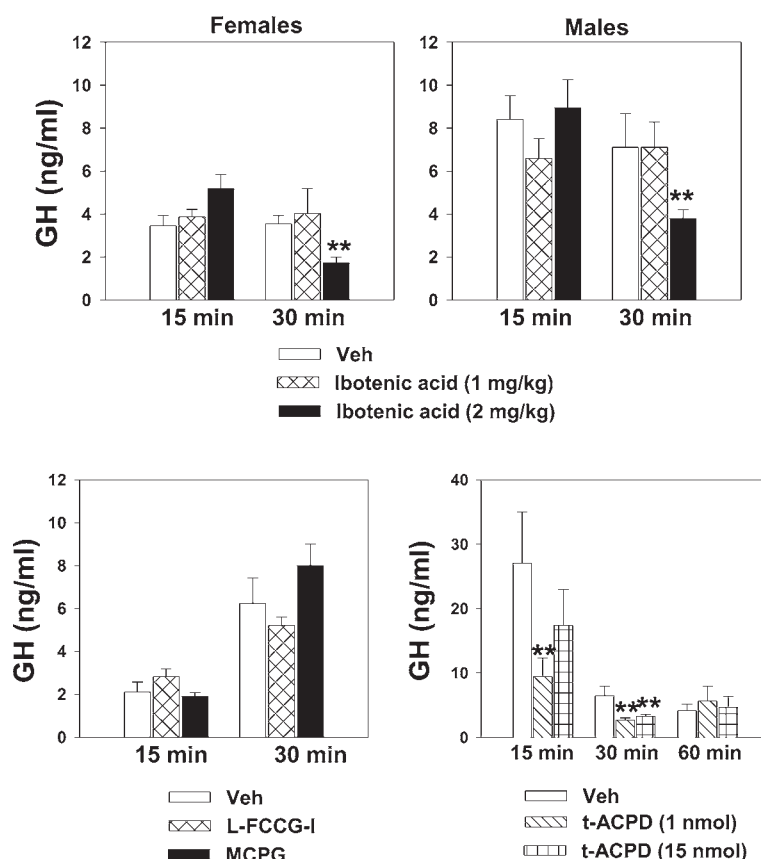 Females
Males
GH (ng/ml)
12
10
8
6
4
2
0
**
15 min 30 min
12
10
8
6
4
2
0
**
15 min 30 min
Veh
Ibotenic acid (1 mg/kg)
Ibotenic acid (2 mg/kg)
GH (ng/ml)
12
10
8
6
4
2
0
15 min 30 min
Veh
L-FCCG-I
MCPG
GH (ng/ml)
40
30
20
10
0
**
** **
15 min 30 min 60 min
Veh
t-ACPD (1 nmol)
t-ACPD (15 nmol)